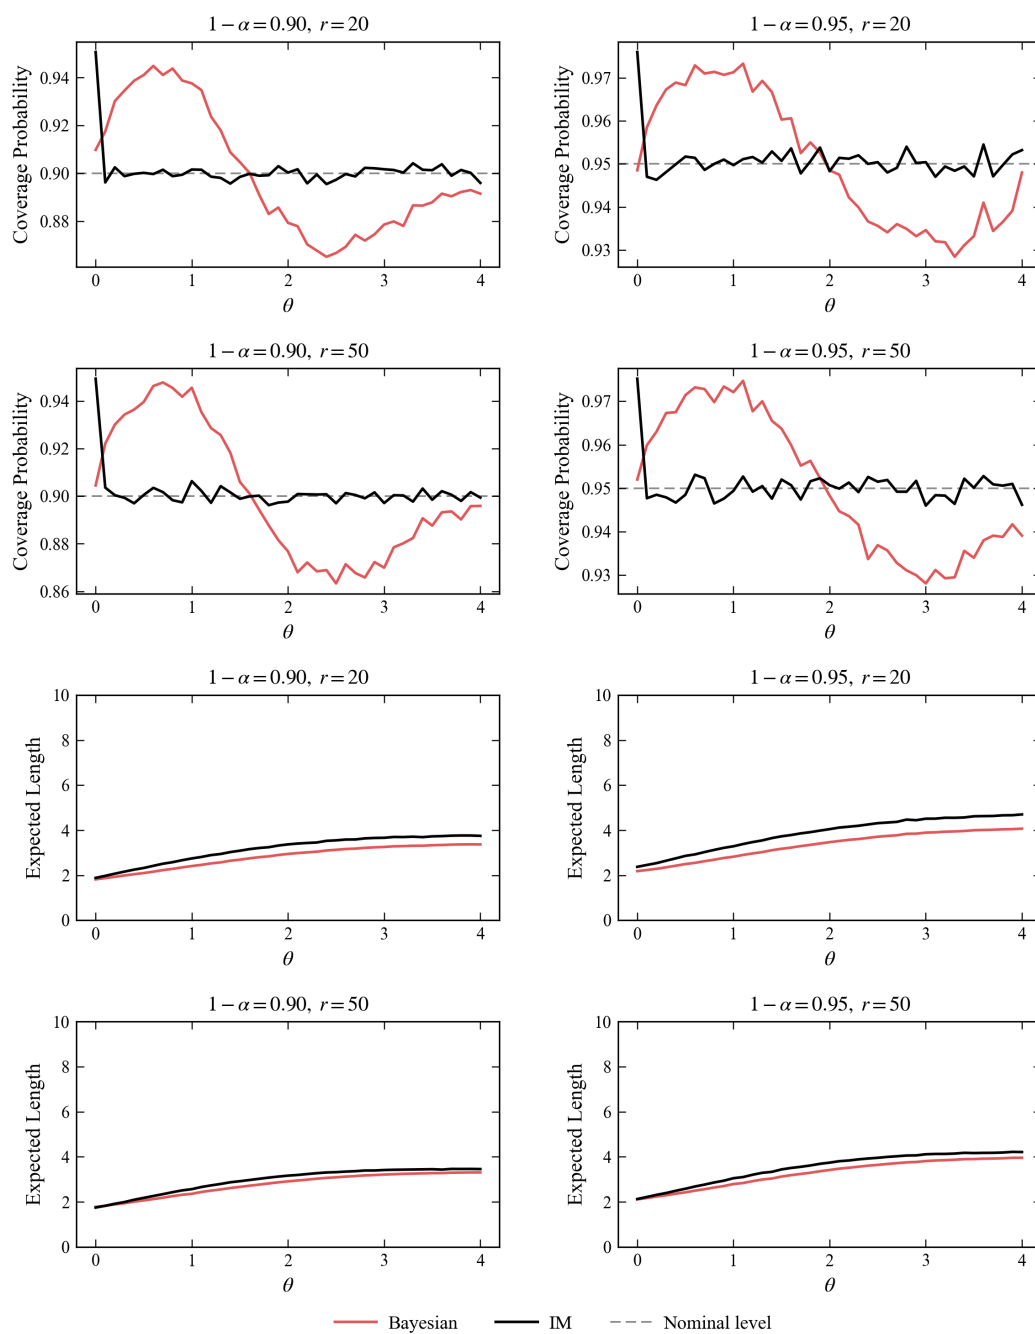 1 − α = 0.90, r = 20
Coverage Probability
0.94
0.92
0.90
0.88
0 1 2 3 4
θ
1 − α = 0.95, r = 20
Coverage Probability
0.97
0.96
0.95
0.94
0.93
0 1 2 3 4
θ
1 − α = 0.90, r = 50
Coverage Probability
0.94
0.92
0.90
0.88
0.86
0 1 2 3 4
θ
1 − α = 0.95, r = 50
Coverage Probability
0.97
0.96
0.95
0.94
0.93
0 1 2 3 4
θ
1 − α = 0.90, r = 20
Expected Length
10
8
6
4
2
0
0 1 2 3 4
θ
1 − α = 0.95, r = 20
Expected Length
10
8
6
4
2
0
0 1 2 3 4
θ
1 − α = 0.90, r = 50
Expected Length
10
8
6
4
2
0
0 1 2 3 4
θ
1 − α = 0.95, r = 50
Expected Length
10
8
6
4
2
0
0 1 2 3 4
θ
Bayesian IM Nominal level